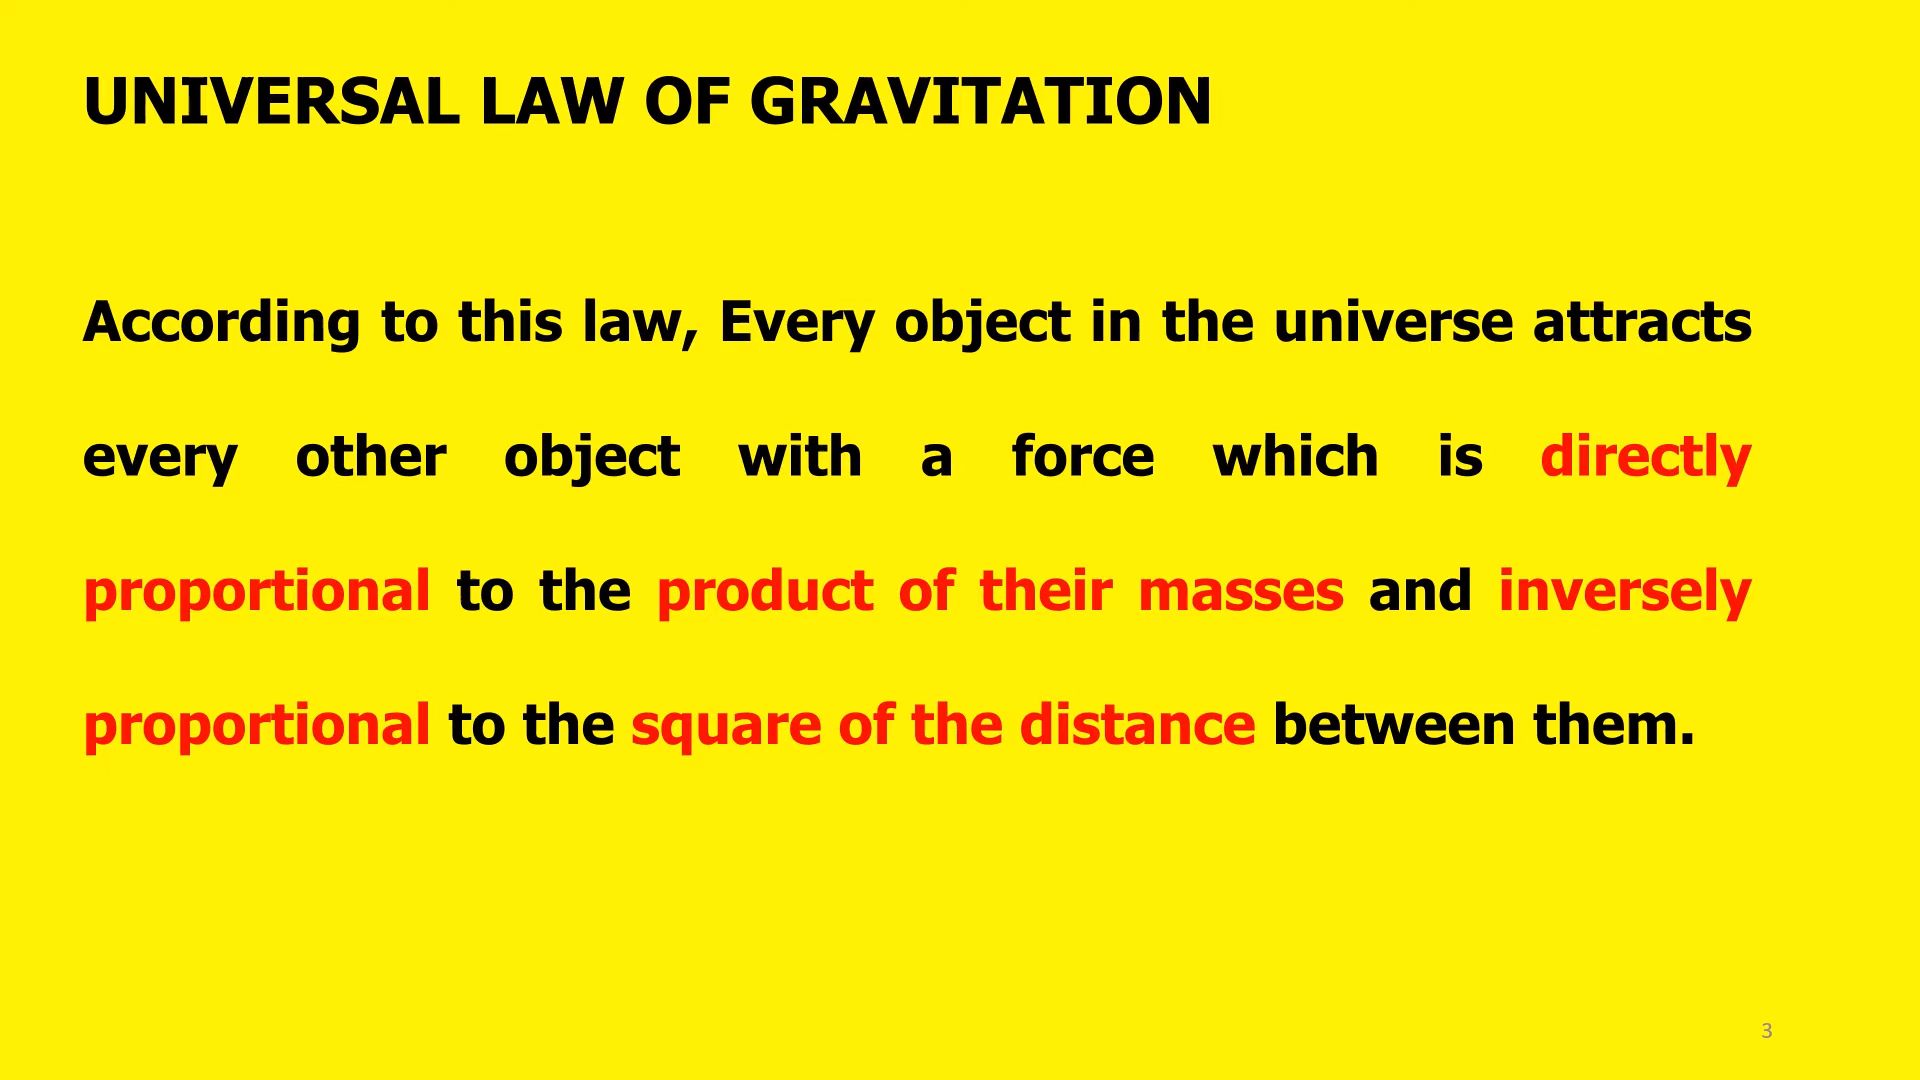 UNIVERSAL LAW OF GRAVITATION
According to this law, Every object in the universe attracts
every other object with a force which is directly
proportional to the product of their masses and inversely
proportional to the square of the distance between them.
3